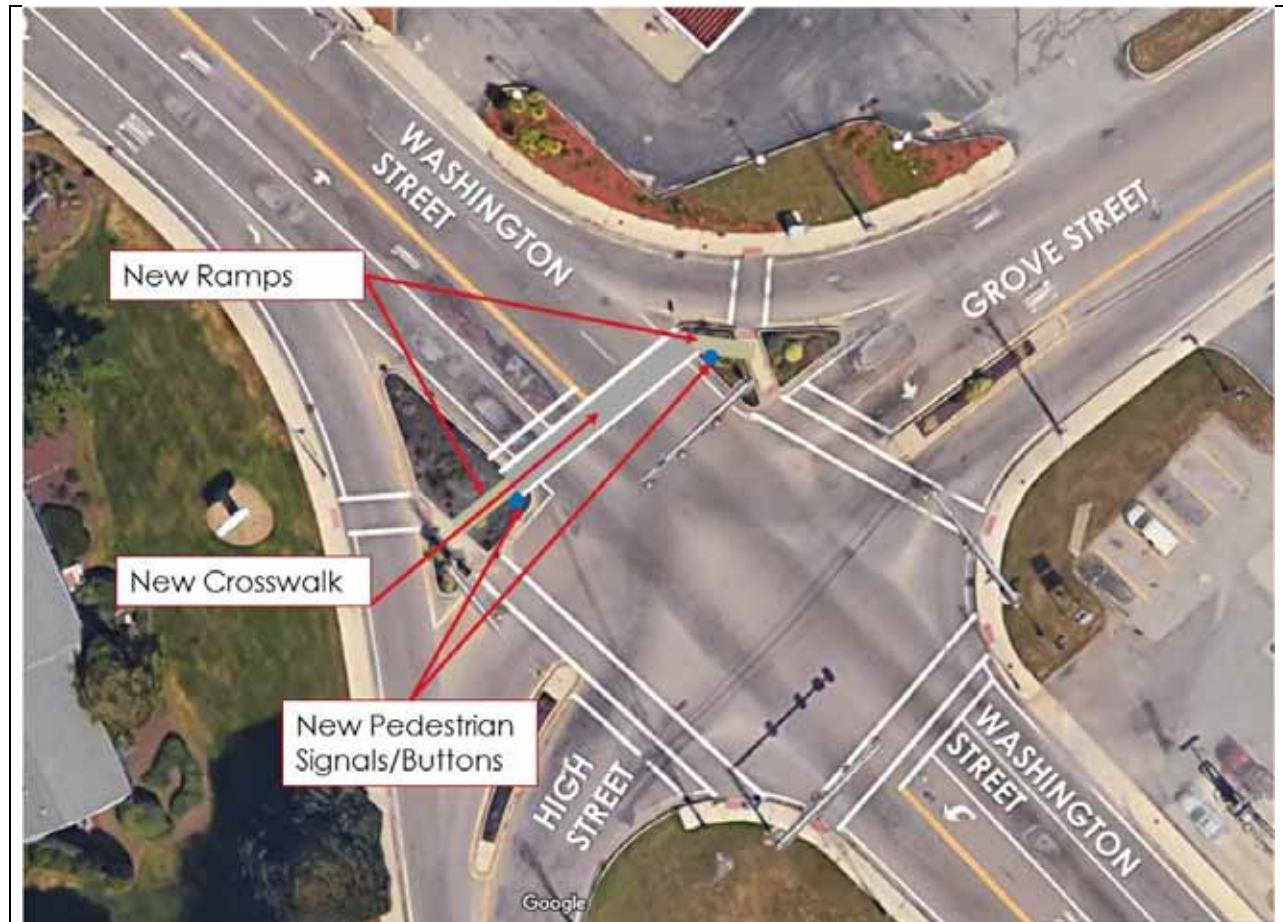 WASHINGTON
STREET
GROVE STREET
New Ramps
New Crosswalk
New Pedestrian
Signals/Buttons
HIGH
STREET
WASHINGTON
STREET
Google